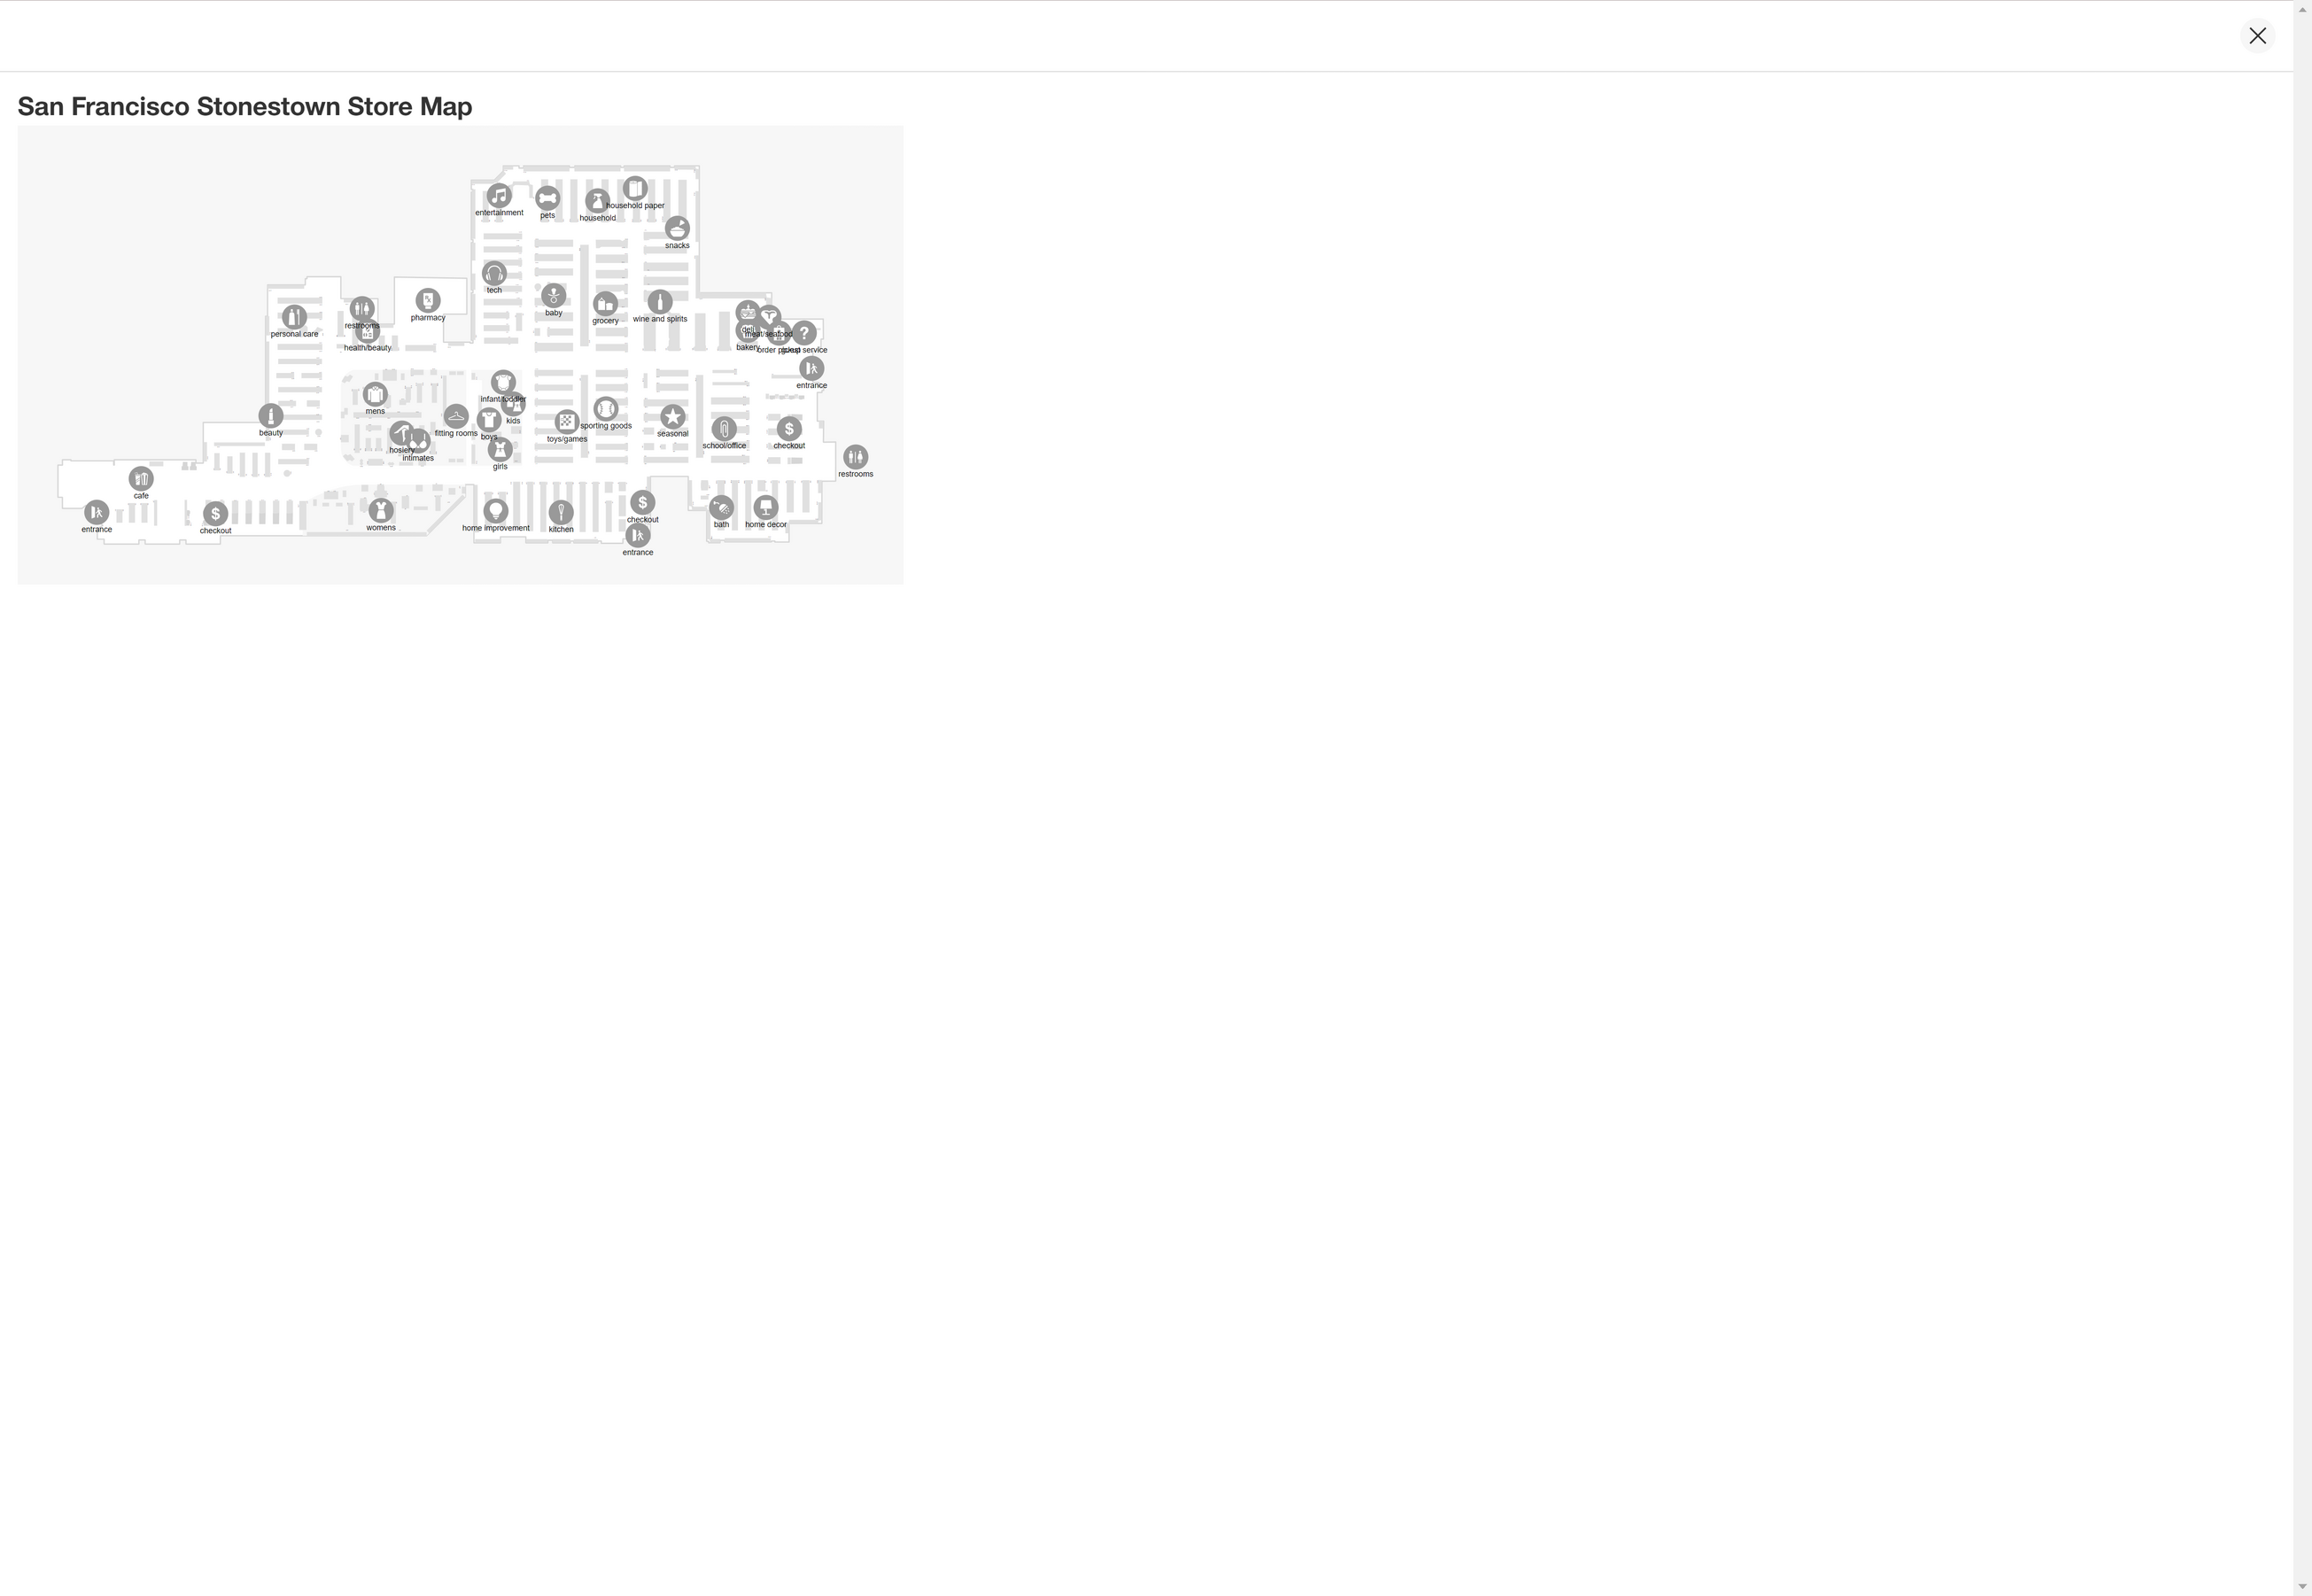 San Francisco Stonestown Store Map
entertainment
pets
household
household paper
snacks
tech
baby
grocery
wine and spirits
personal care
restrooms
health/beauty
pharmacy
deli
meat/seafood
bakery
order pickup
guest service
entrance
mens
infant/toddler
kids
boys
girls
fitting rooms
hosiery
intimates
beauty
toys/games
sporting goods
seasonal
school/office
$
checkout
restrooms
cafe
entrance
$
checkout
womens
home improvement
kitchen
$
checkout
entrance
bath
home decor